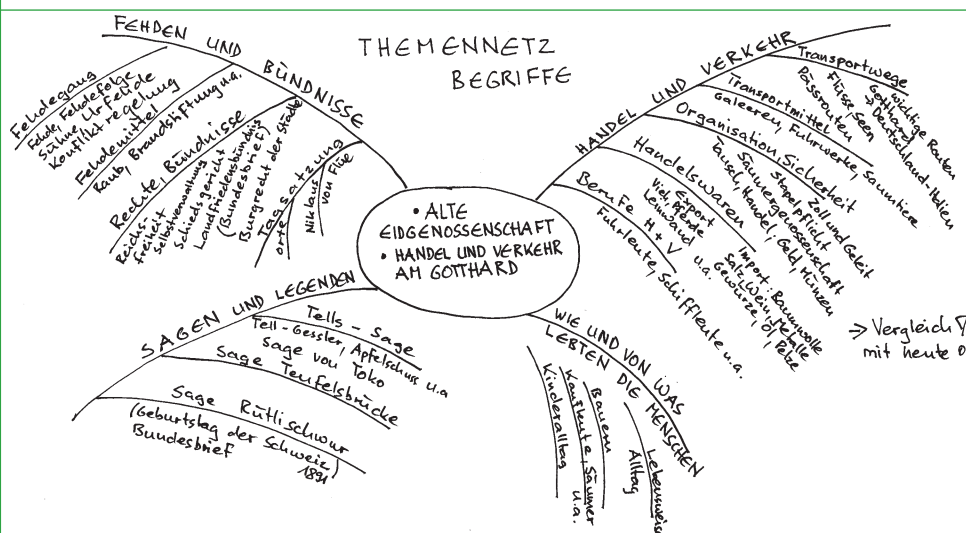 THEMENNETZ
BEGRIFFE
• ALTE
EIDGENOSSENSCHAFT
• HANDEL UND VERKEHR
AM GOTTHARD
FEHDEN UND BÜNDNISSE
Fehdegang
Fehde, Fehdefolge
Sühne, Urfehde
Konfliktregelung
Fehdemittel
Raub, Brandstiftung u.a.
Rechte, Bündnisse
Reichs-
freiheit
Selbstverwaltung
Schiedsgericht
Landfriedensbündnis
(Bundesbrief)
Burgrecht der Städte
Tagsatzung
Orte
Niklaus
von Flüe
HANDEL UND VERKEHR
Transportwege
wichtige Routen
Gotthard
→ Deutschland-Italien
Flüsse, Seen
Passrouten
Transportmittel
Galeeren, Fuhrwerke, Saumtiere
Organisation, Sicherheit
Zoll und Geleit
Stapelpflicht
Säumergenossenschaft
Tausch, Handel, Geld, Münzen
Handelswaren
Export
Vieh, Pferde
Leinwand
u.a.
Import: Baumwolle
Salz, Wein, Metalle
Gewürze, Öl, Pelze
Berufe H + V
Fuhrleute, Schiffleute u.a.
→ Vergleich
mit heute
SAGEN UND LEGENDEN
Tells-Sage
Tell-Gessler, Apfelschuss u.a
Sage von Toko
Sage Teufelsbrücke
Sage Rütlischwur
(Geburtstag der Schweiz)
Bundesbrief 1891
WIE UND VON WAS
LEBTEN DIE MENSCHEN
Lebensweise
Alltag
Bauern
Kaufleute, Säumer
u.a.
Kinderalltag